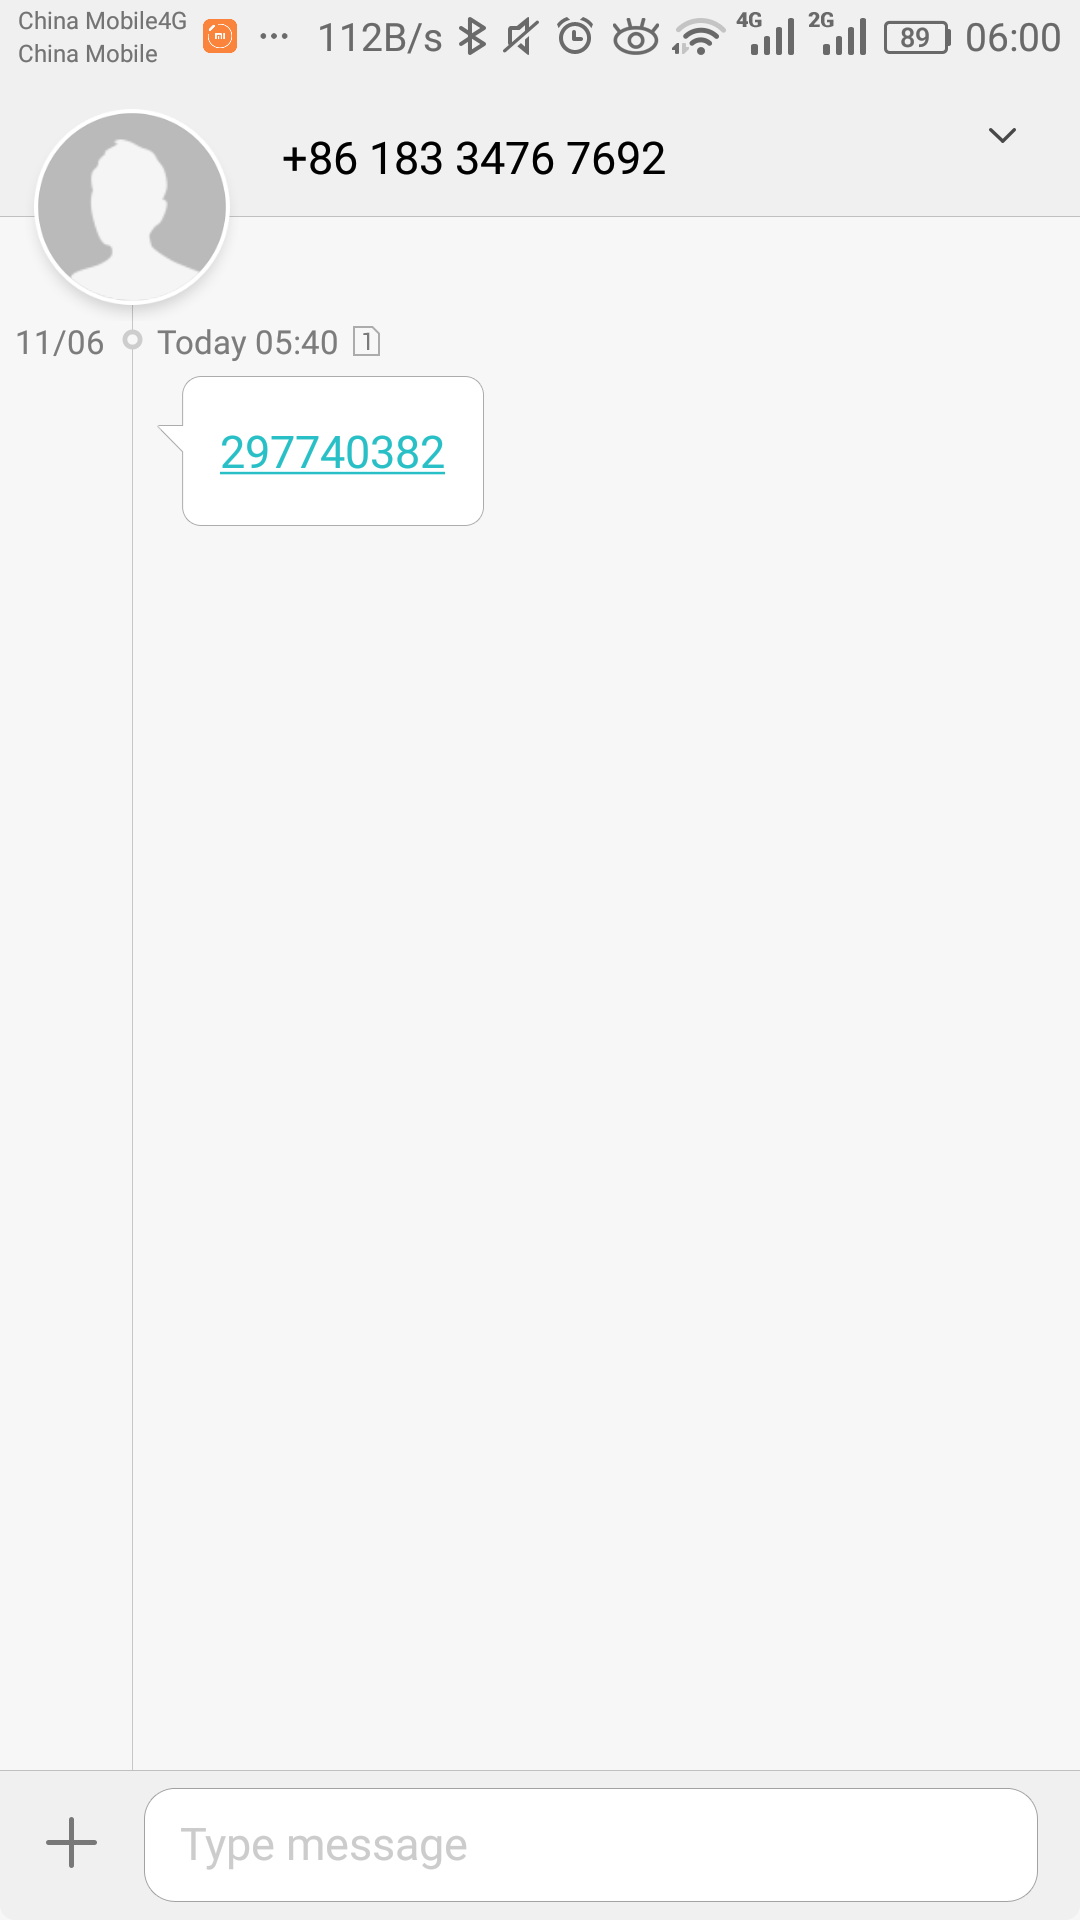 China Mobile4G
China Mobile
mi
... 112B/s 4G 2G 89 06:00
+86 183 3476 7692
11/06 Today 05:40 1
297740382
Type message